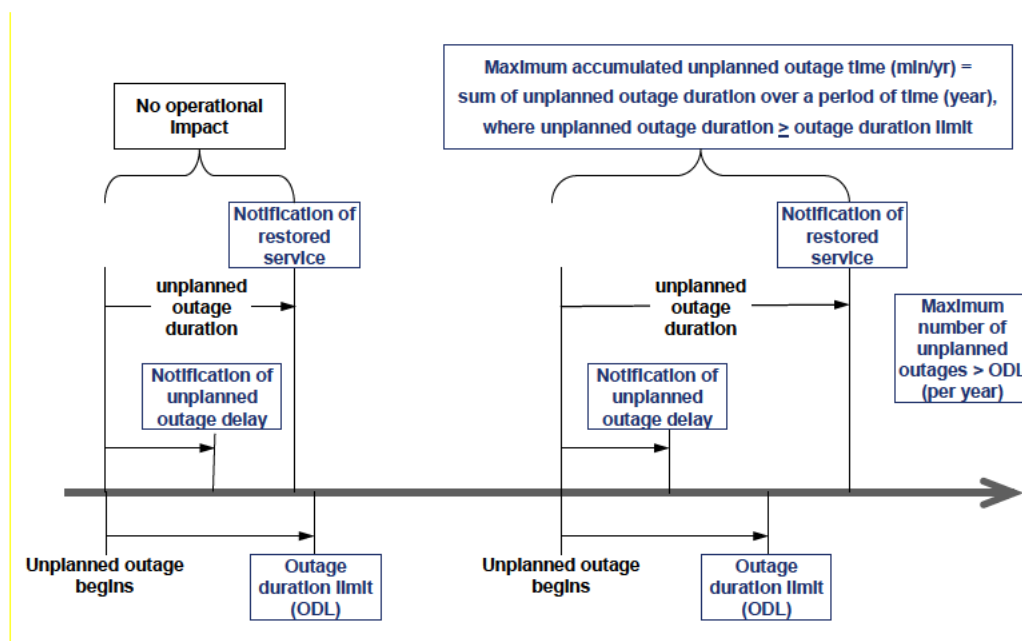 No operational
impact
Maximum accumulated unplanned outage time (min/yr) =
sum of unplanned outage duration over a period of time (year),
where unplanned outage duration ≥ outage duration limit
Notification of
restored
service
unplanned
outage
duration
Notification of
unplanned
outage delay
Unplanned outage
begins
Outage
duration limit
(ODL)
Notification of
restored
service
unplanned
outage
duration
Notification of
unplanned
outage delay
Unplanned outage
begins
Outage
duration limit
(ODL)
Maximum
number of
unplanned
outages > ODL
(per year)